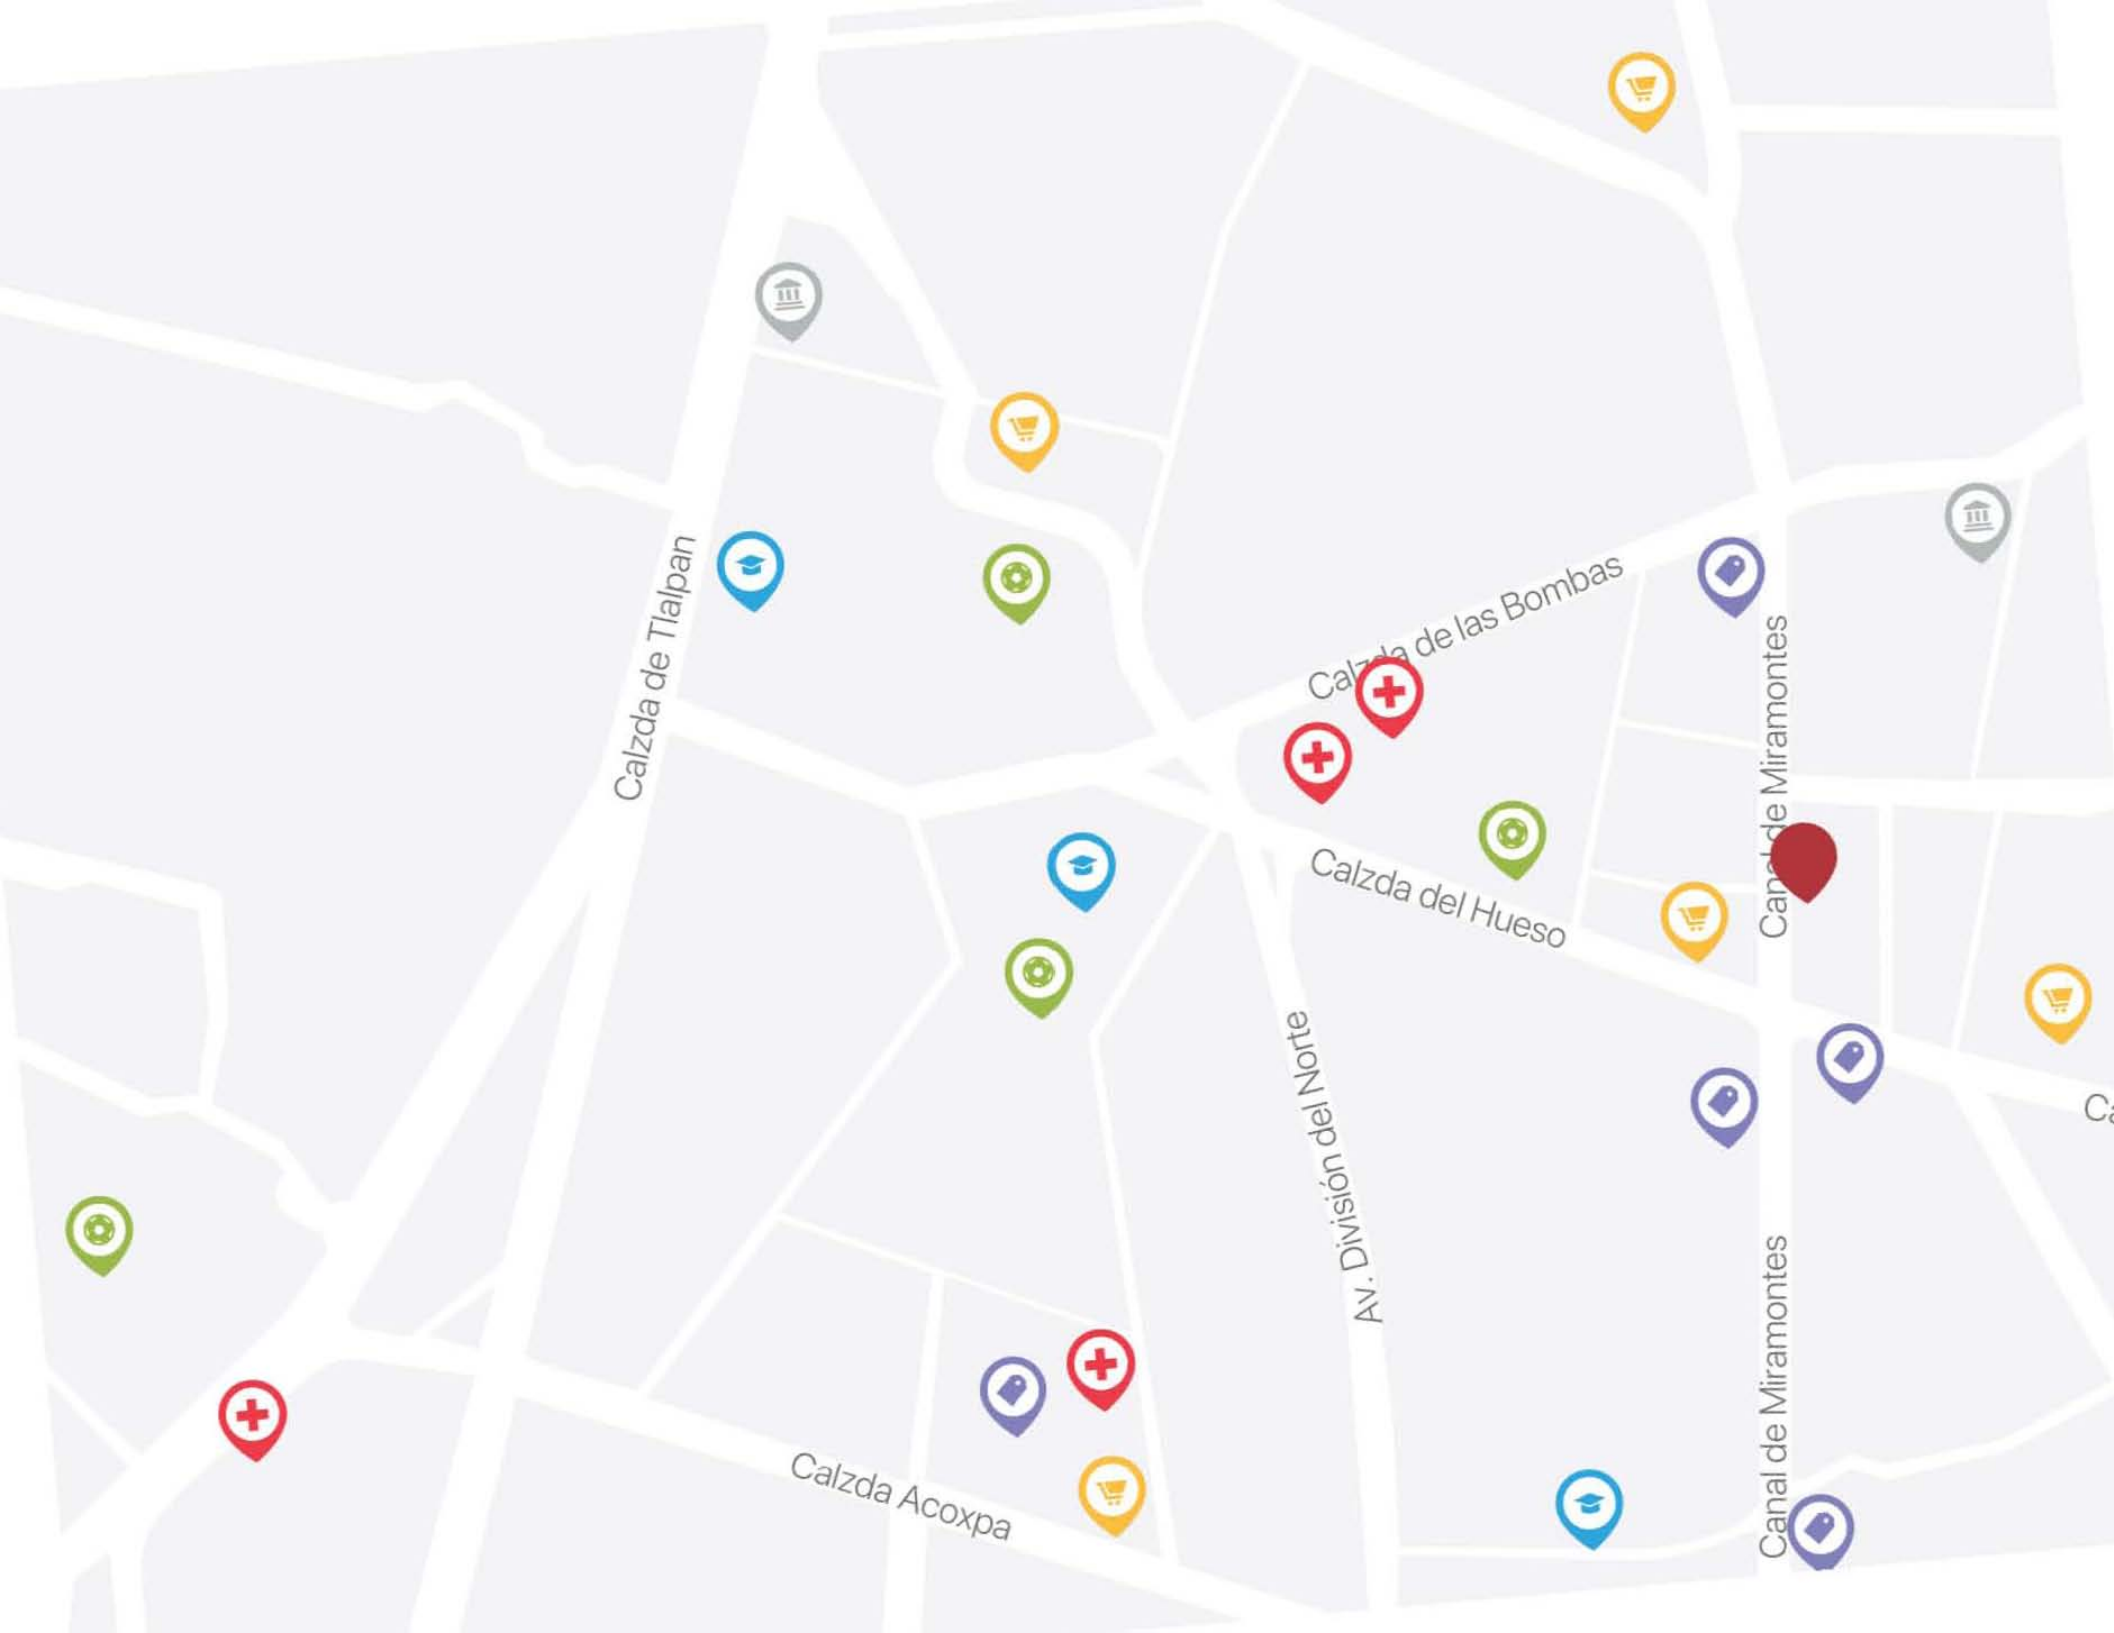 Calzda de Tlalpan
Calzda de las Bombas
Canal de Miramontes
Calzda del Hueso
Av. División del Norte
Canal de Miramontes
Calzda Acoxpa